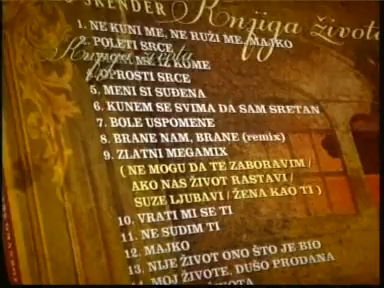 SKENDER Knjiga života
1. NE KUNI ME, NE RUŽI ME, MAJKO
2. POLETI SRCE
KOME
4. OPROSTI SRCE
5. MENI SI SUĐENA
6. KUNEM SE SVIMA DA SAM SRETAN
7. BOLE USPOMENE
8. BRANE NAM, BRANE (remix)
9. ZLATNI MEGAMIX
( NE MOGU DA TE ZABORAVIM /
AKO NAS ŽIVOT RASTAVI /
SUZE LJUBAVI / ŽENA KAO TI )
10. VRATI MI SE TI
11. NE SUDIM TI
12. MAJKO
13. NIJE ŽIVOT ONO ŠTO JE BIO
14. MOJ ŽIVOTE, DUŠO PRODANA